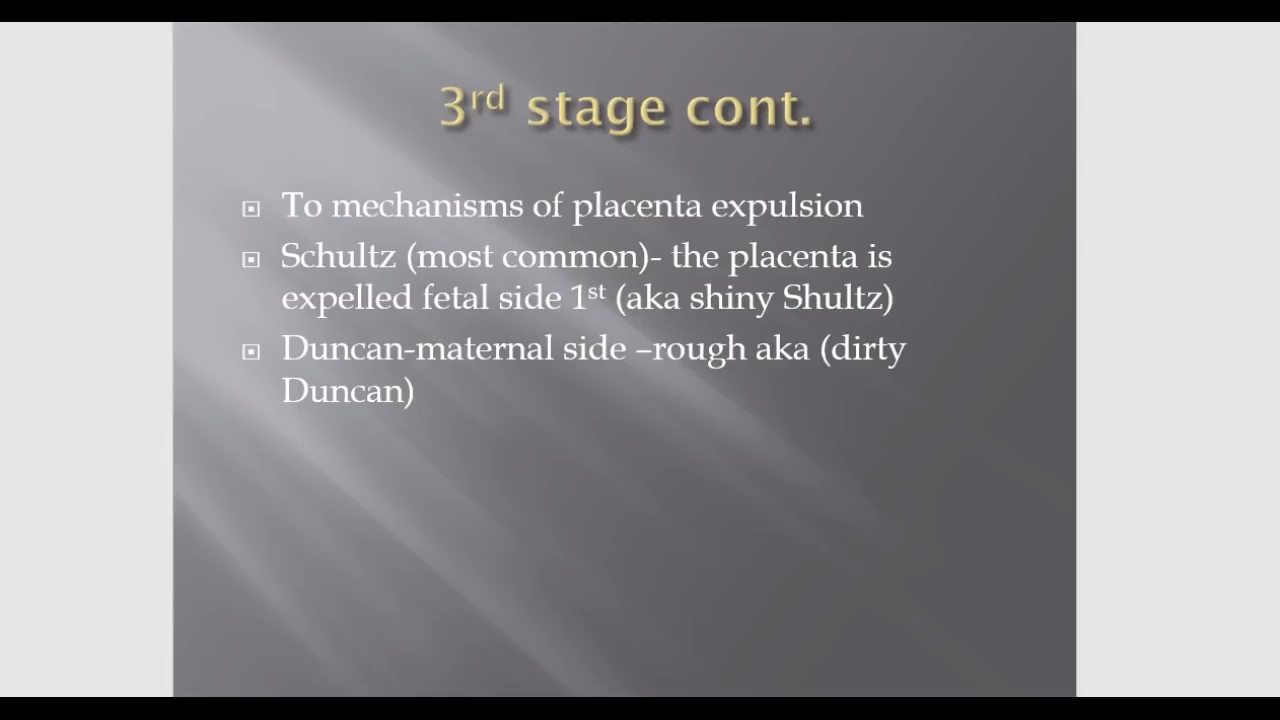 3rd stage cont.
To mechanisms of placenta expulsion
Schultz (most common)- the placenta is
expelled fetal side 1st (aka shiny Shultz)
Duncan-maternal side –rough aka (dirty
Duncan)